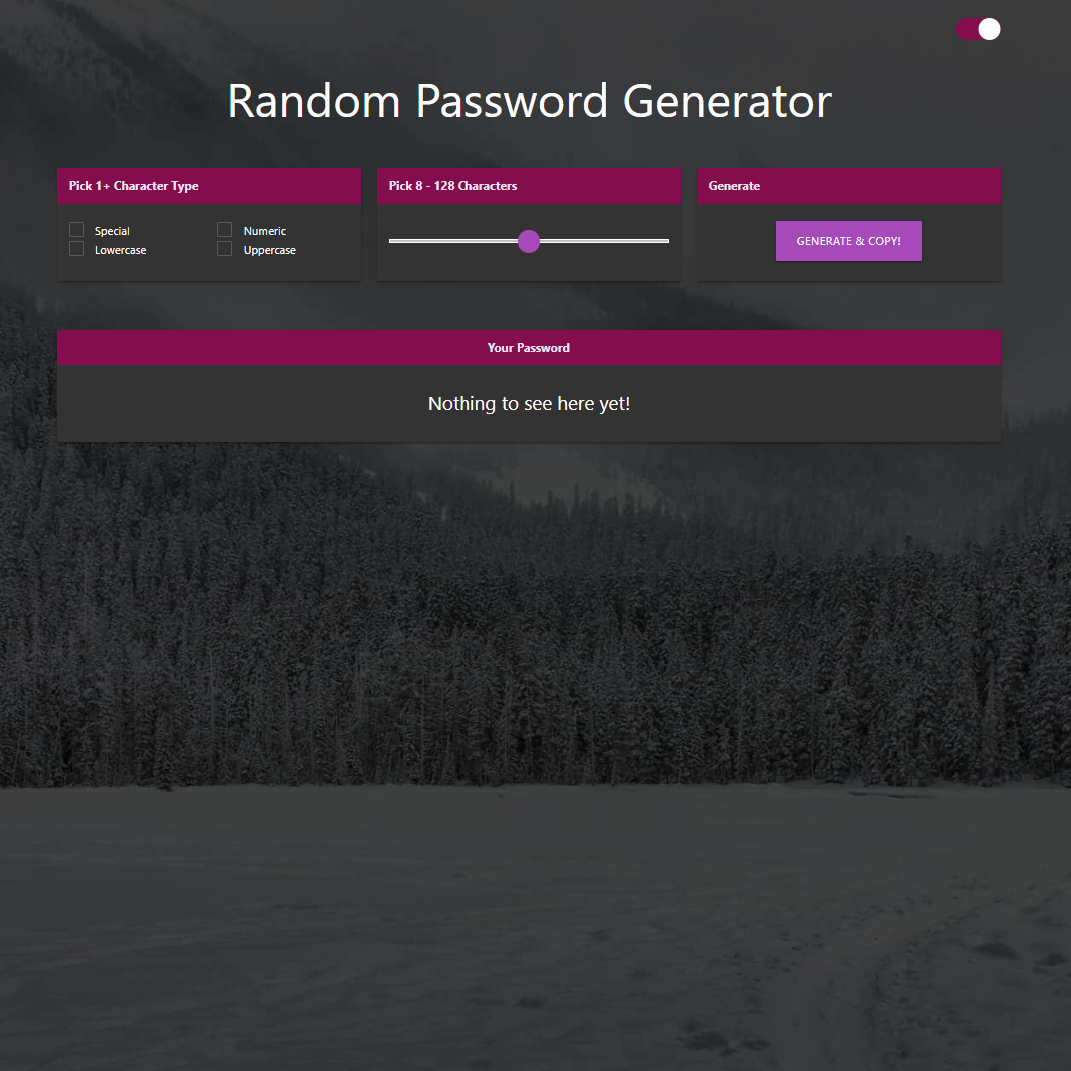 Random Password Generator
Pick 1+ Character Type
Special
Numeric
Lowercase
Uppercase
Pick 8 - 128 Characters
Generate
GENERATE & COPY!
Your Password
Nothing to see here yet!